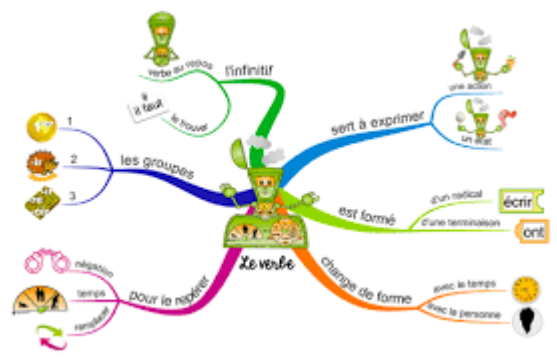 l'infinitif
verbe au repos
il faut
le trouver
sert à exprimer
une action
un état
les groupes
1
2
3
est formé
d'un radical
écrir
d'une terminaison
ont
Le verbe
pour le repérer
négation
temps
remplacer
change de forme
avec le temps
avec la personne